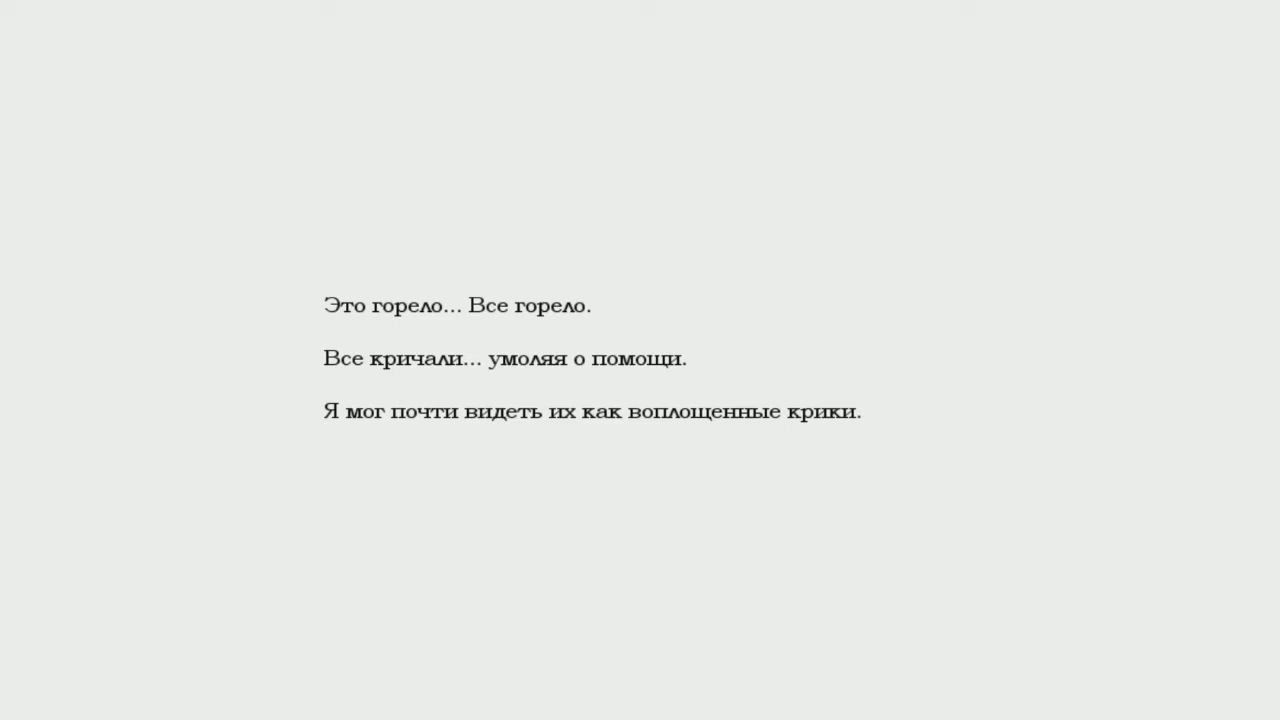 Это горело... Все горело.
Все кричали... умоляя о помощи.
Я мог почти видеть их как воплощенные крики.